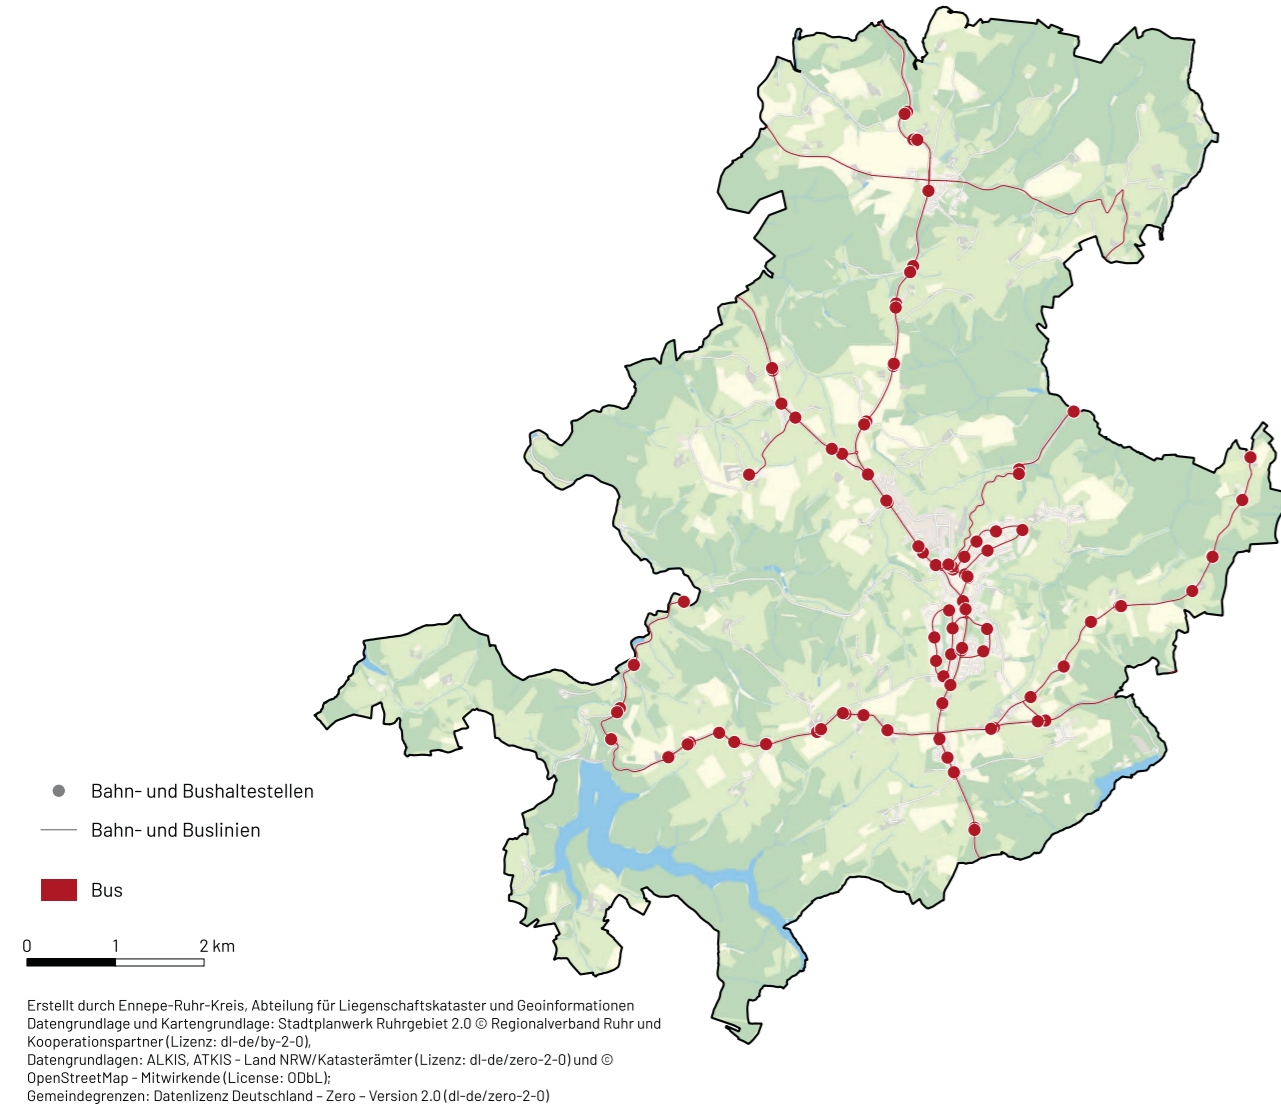 Bahn- und Bushaltestellen
Bahn- und Buslinien
Bus
0 1 2 km
Erstellt durch Ennepe-Ruhr-Kreis, Abteilung für Liegenschaftskataster und Geoinformationen
Datengrundlage und Kartengrundlage: Stadtplanwerk Ruhrgebiet 2.0 © Regionalverband Ruhr und
Kooperationspartner (Lizenz: dl-de/by-2-0),
Datengrundlagen: ALKIS, ATKIS - Land NRW/Katasterämter (Lizenz: dl-de/zero-2-0) und ©
OpenStreetMap - Mitwirkende (License: ODbL);
Gemeindegrenzen: Datenlizenz Deutschland – Zero – Version 2.0 (dl-de/zero-2-0)